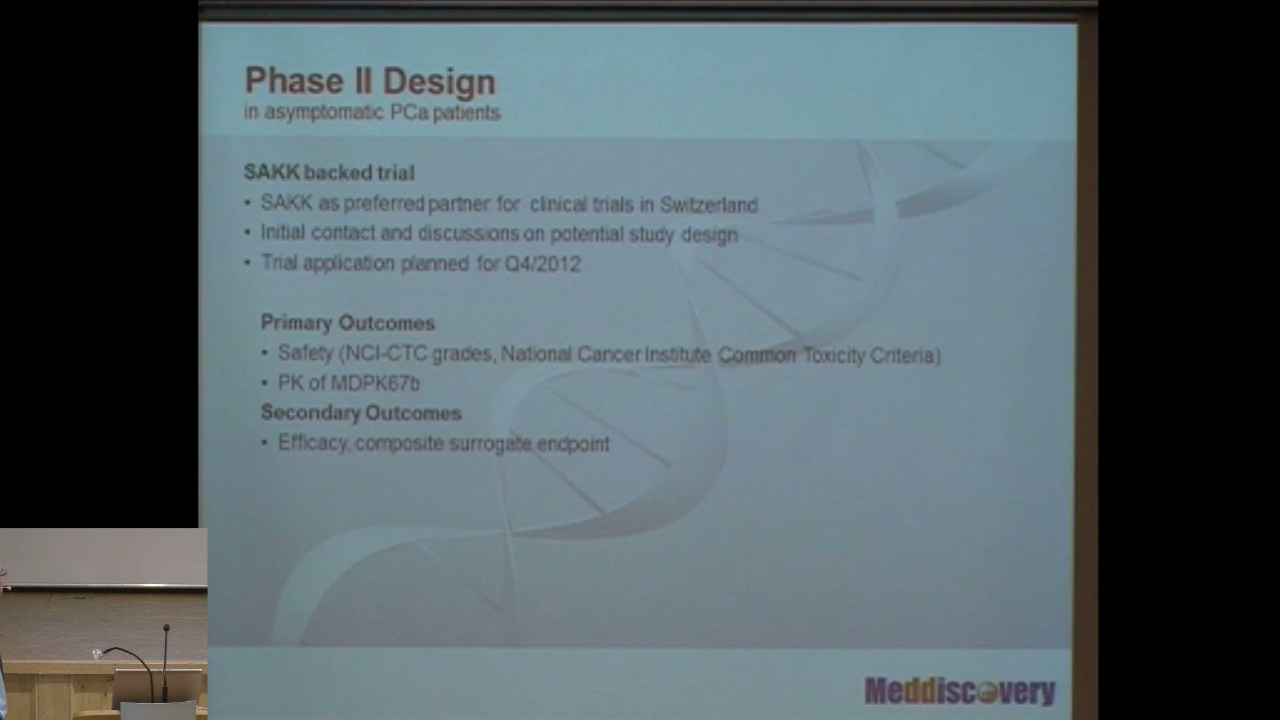 Phase II Design
in asymptomatic PCa patients
SAKK backed trial
• SAKK as preferred partner for clinical trials in Switzerland
• Initial contact and discussions on potential study design
• Trial application planned for Q4/2012
Primary Outcomes
• Safety (NCI-CTC grades, National Cancer Institute Common Toxicity Criteria)
• PK of MDPK67b
Secondary Outcomes
• Efficacy, composite surrogate endpoint
Meddiscovery